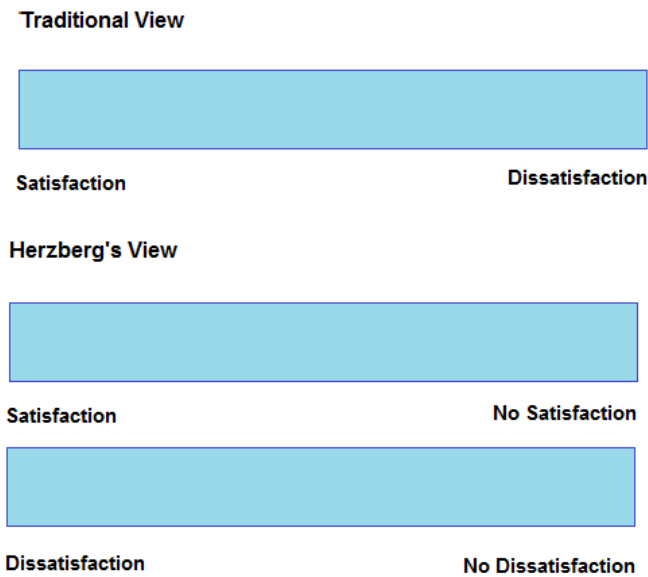 Traditional View
Satisfaction
Dissatisfaction
Herzberg's View
Satisfaction
No Satisfaction
Dissatisfaction
No Dissatisfaction